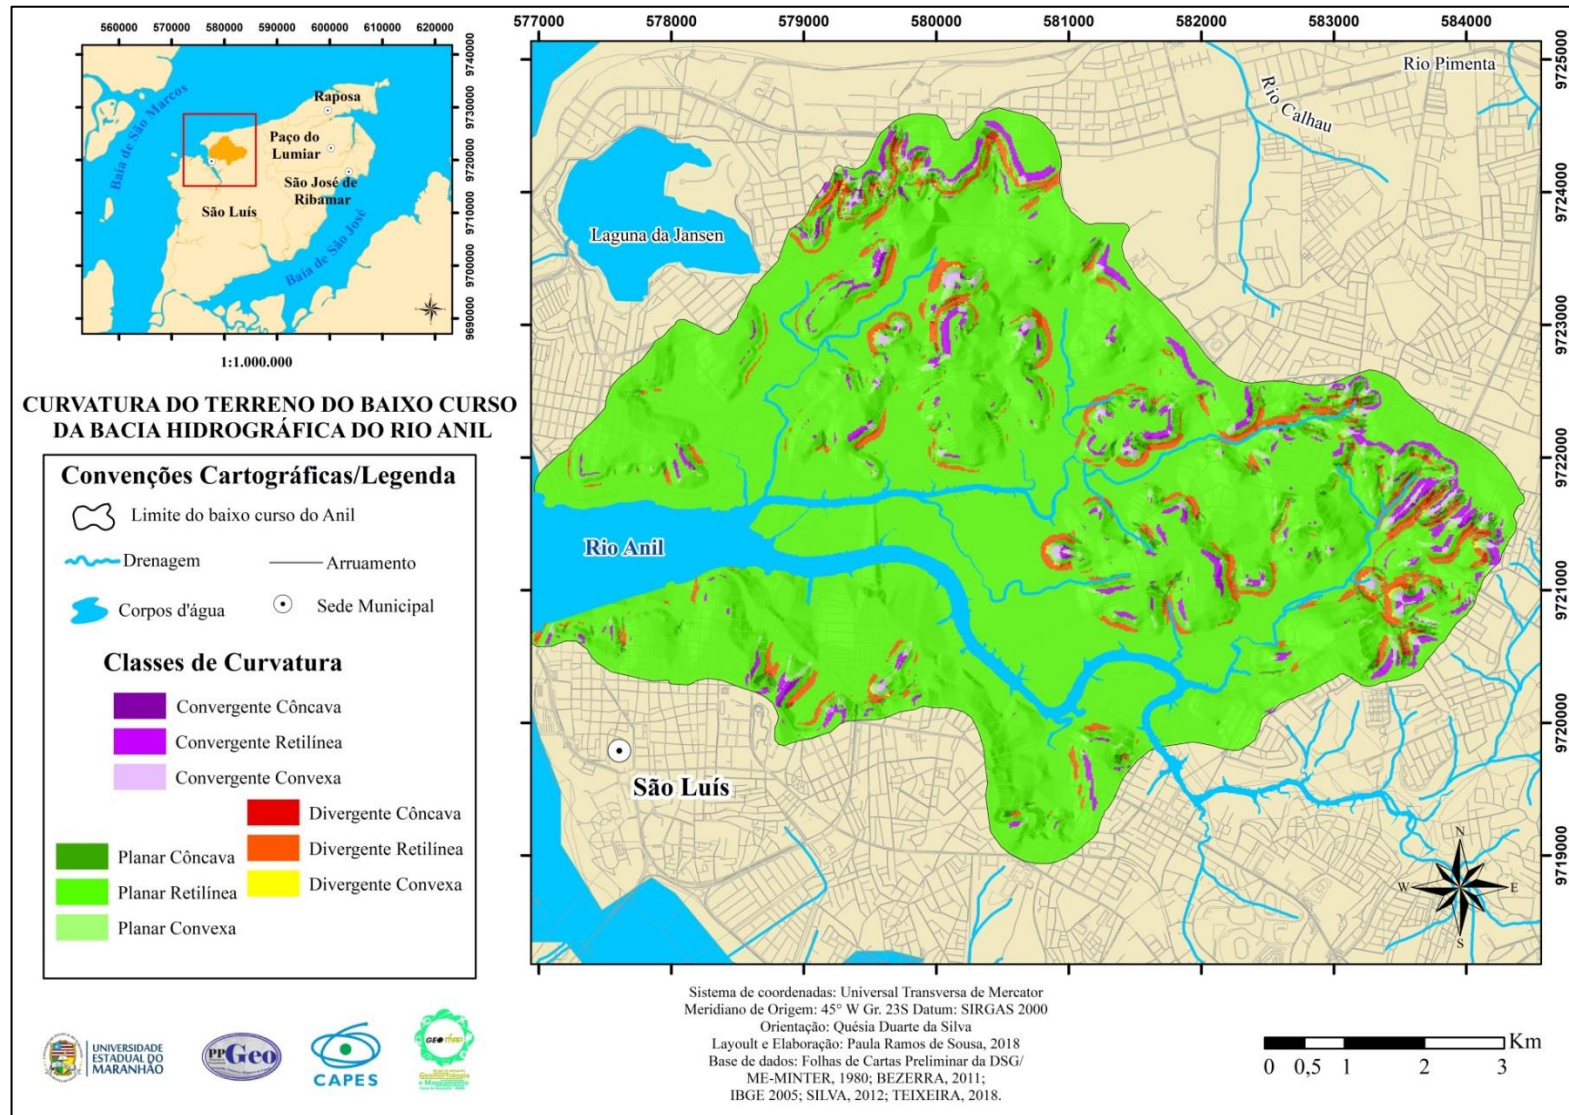 560000 570000 580000 590000 600000 610000 620000
9740000
9730000
9720000
9710000
9700000
9690000
Raposa
Paço do
Lumiar
São José de
Ribamar
São Luís
Baía de São Marcos
Baía de São José
1:1.000.000
CURVATURA DO TERRENO DO BAIXO CURSO
DA BACIA HIDROGRÁFICA DO RIO ANIL
Convenções Cartográficas/Legenda
Limite do baixo curso do Anil
Drenagem
Arruamento
Corpos d'água
Sede Municipal
Classes de Curvatura
Convergente Côncava
Convergente Retilínea
Convergente Convexa
Divergente Côncava
Divergente Retilínea
Divergente Convexa
Planar Côncava
Planar Retilínea
Planar Convexa
UNIVERSIDADE
ESTADUAL DO
MARANHÃO
PPGeo
CAPES
GEOMAP
Geomorfologia
e Mapeamento
577000 578000 579000 580000 581000 582000 583000 584000
9725000
9724000
9723000
9722000
9721000
9720000
9719000
Rio Pimenta
Rio Calhau
Laguna da Jansen
Rio Anil
São Luís
N
W
E
S
Sistema de coordenadas: Universal Transversa de Mercator
Meridiano de Origem: 45° W Gr. 23S Datum: SIRGAS 2000
Orientação: Quésia Duarte da Silva
Layoult e Elaboração: Paula Ramos de Sousa, 2018
Base de dados: Folhas de Cartas Preliminar da DSG/
ME-MINTER, 1980; BEZERRA, 2011;
IBGE 2005; SILVA, 2012; TEIXEIRA, 2018.
Km
0 0,5 1 2 3